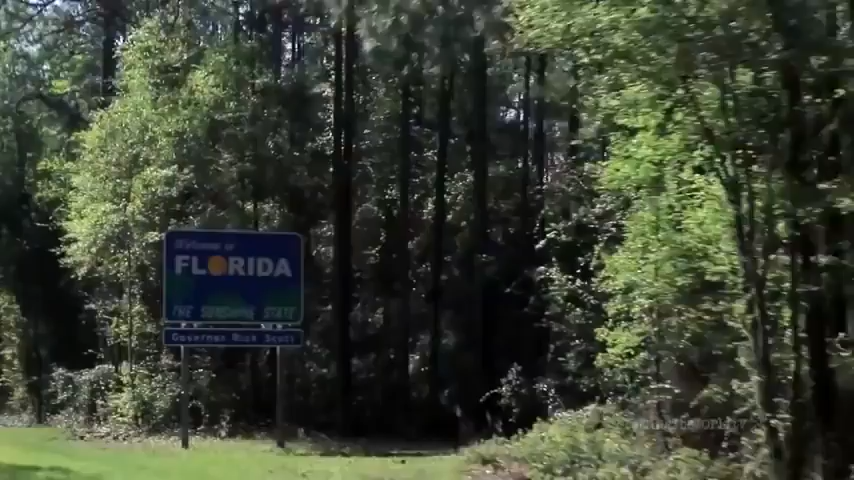 Welcome to
FLORIDA
THE SUNSHINE STATE
Governor Rick Scott